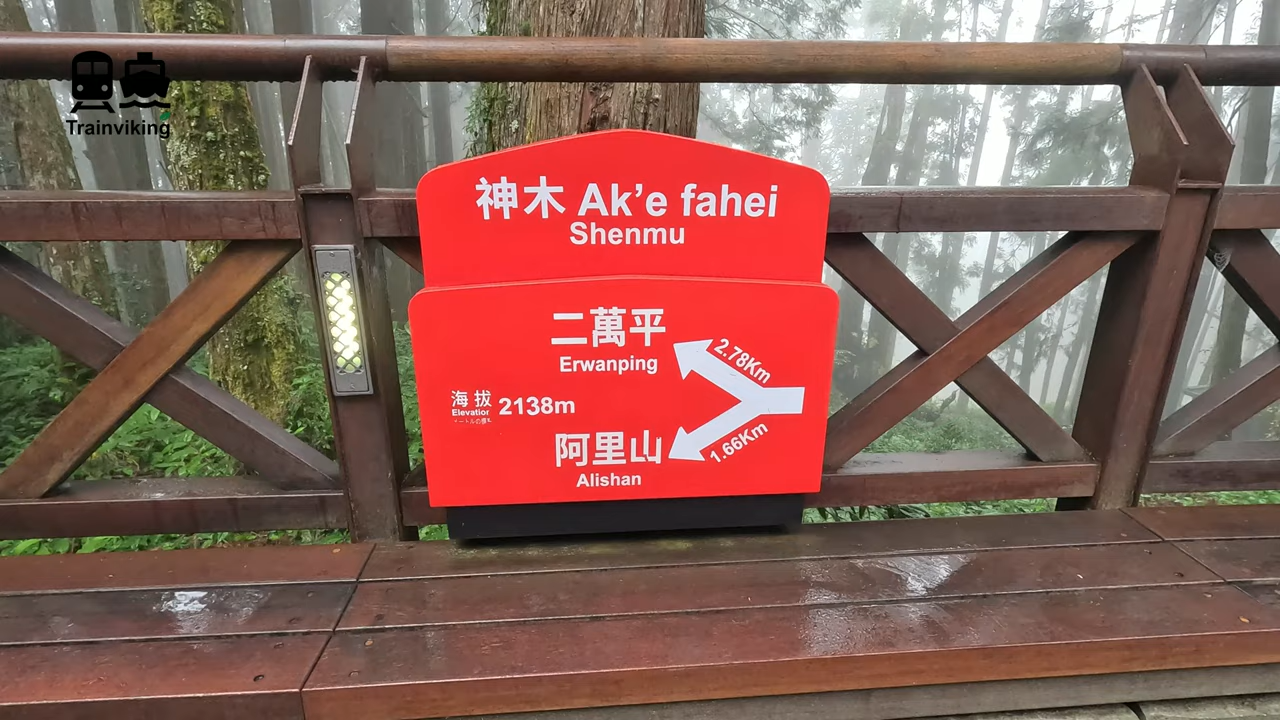 Trainviking
神木 Ak'e fahei
Shenmu
二萬平
Erwanping
2.78Km
海拔 2138m
Elevation
阿里山
Alishan
1.66Km